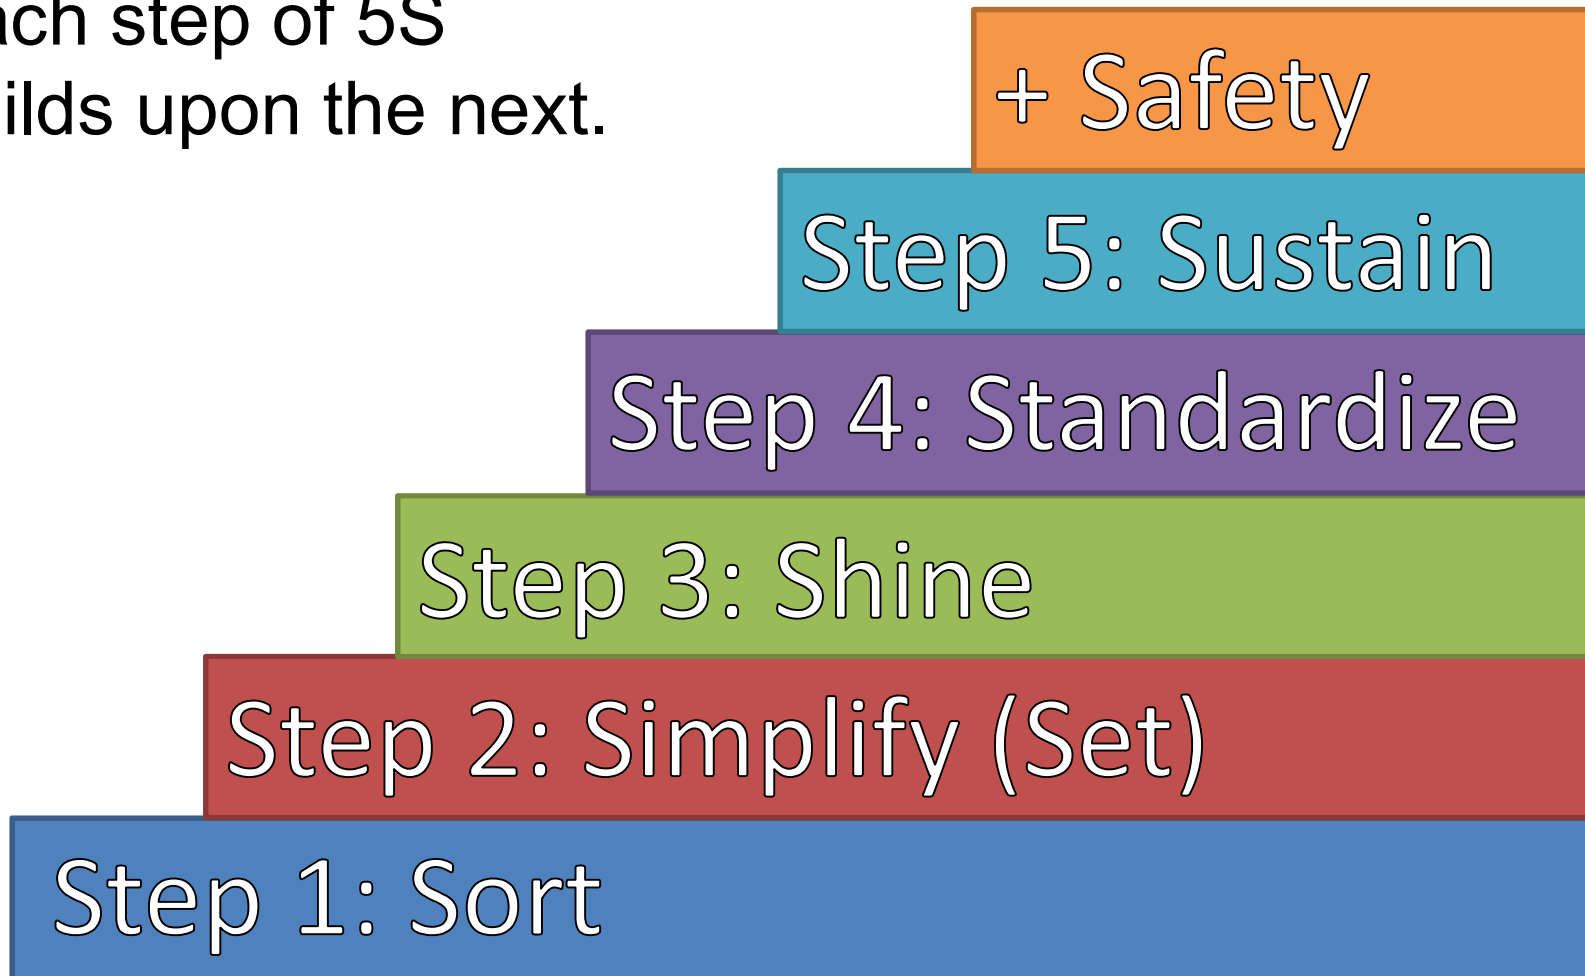 ach step of 5S
ilds upon the next.
+ Safety
Step 5: Sustain
Step 4: Standardize
Step 3: Shine
Step 2: Simplify (Set)
Step 1: Sort